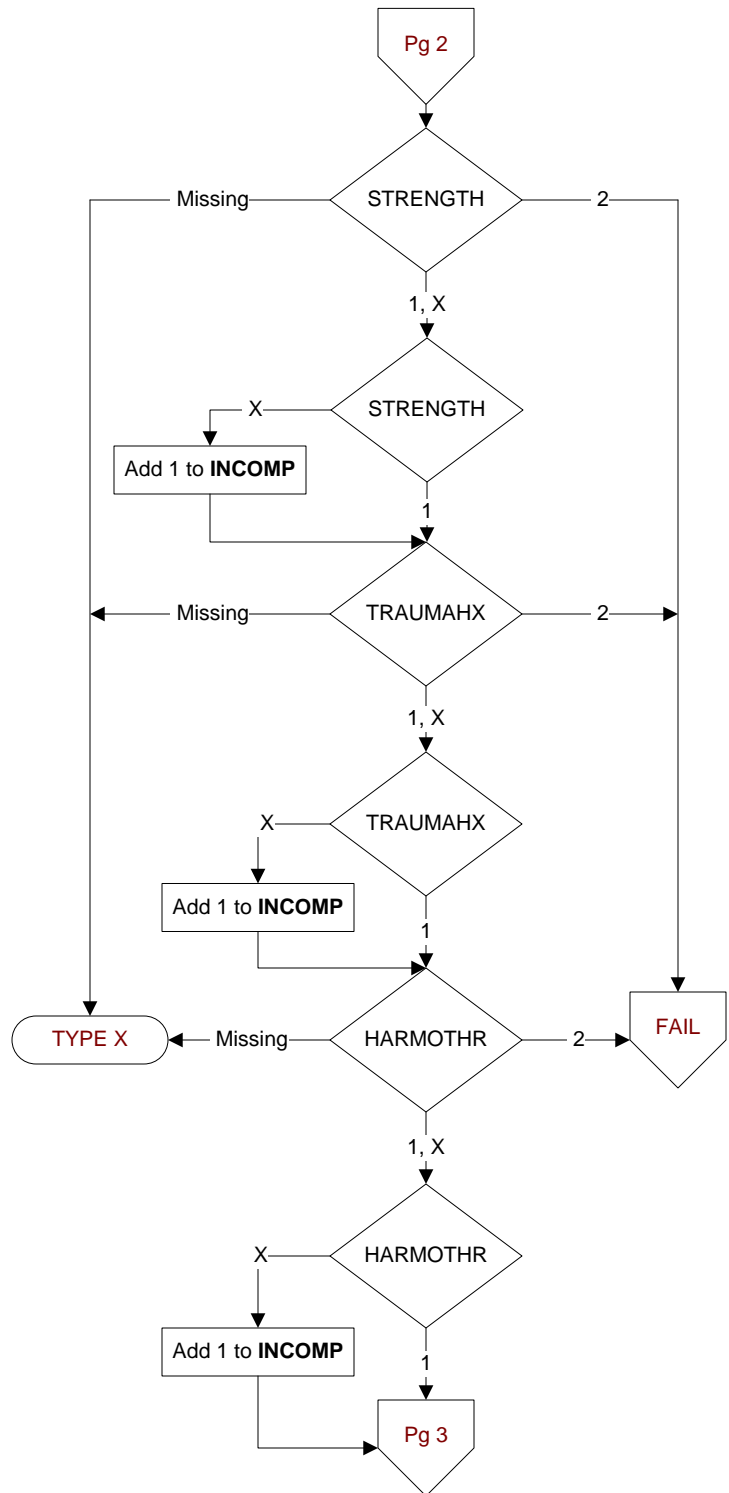 Pg 2
Missing
STRENGTH
2
1, X
X
STRENGTH
Add 1 to INCOMP
1
Missing
TRAUMAHX
2
1, X
X
TRAUMAHX
Add 1 to INCOMP
1
TYPE X
Missing
HARMOTHR
2
FAIL
1, X
X
HARMOTHR
Add 1 to INCOMP
1
Pg 3